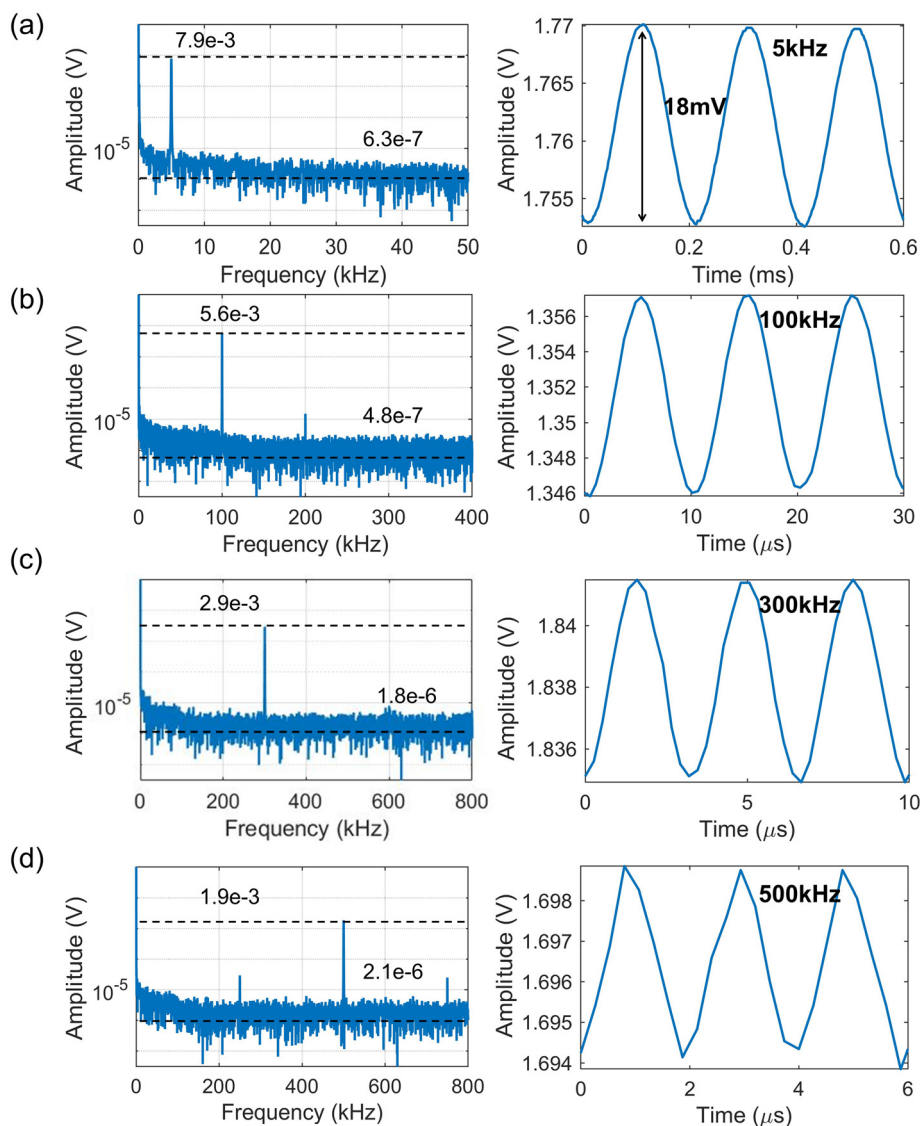 (a)
7.9e-3
6.3e-7
10^-5
Amplitude (V)
0 10 20 30 40 50
Frequency (kHz)
5kHz
18mV
1.77
1.765
1.76
1.755
Amplitude (V)
0 0.2 0.4 0.6
Time (ms)
(b)
5.6e-3
4.8e-7
10^-5
Amplitude (V)
0 100 200 300 400
Frequency (kHz)
100kHz
1.356
1.354
1.352
1.35
1.348
1.346
Amplitude (V)
0 10 20 30
Time (μs)
(c)
2.9e-3
1.8e-6
10^-5
Amplitude (V)
0 200 400 600 800
Frequency (kHz)
300kHz
1.84
1.838
1.836
Amplitude (V)
0 5 10
Time (μs)
(d)
1.9e-3
2.1e-6
10^-5
Amplitude (V)
0 200 400 600 800
Frequency (kHz)
500kHz
1.698
1.697
1.696
1.695
1.694
Amplitude (V)
0 2 4 6
Time (μs)